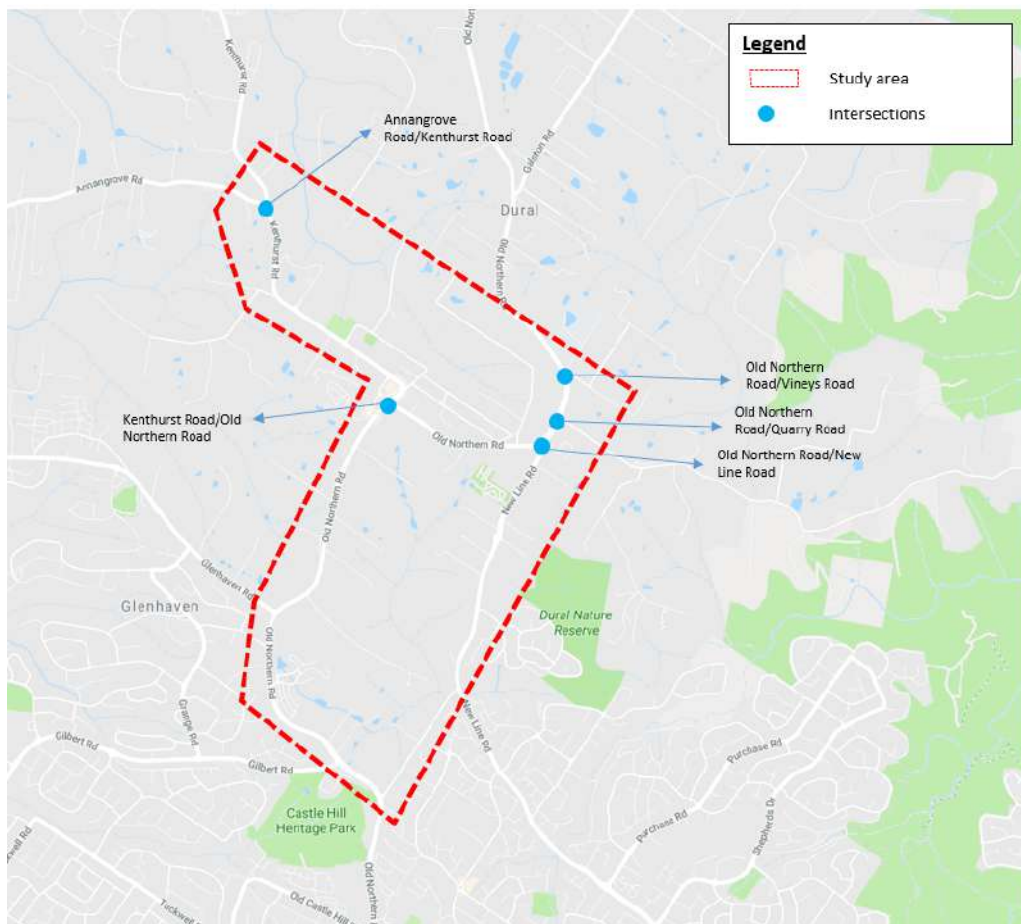 Legend
Study area
Intersections
Kenthurst Rd
Old Northern
Annangrove
Road/Kenthurst Road
Galston Rd
Annangrove Rd
Dural
Kenthurst Rd
Old Northern Rd
Old Northern
Road/Vineys Road
Kenthurst Road/Old
Northern Road
Old Northern
Road/Quarry Road
Old Northern Rd
Old Northern Road/New
Line Road
New Line Rd
Old Northern Rd
Glenhaven Rd
Glenhaven
Dural Nature
Reserve
Old Northern Rd
Grange Rd
New Line Rd
Gilbert Rd
Gilbert Rd
Purchase Rd
Castle Hill
Heritage Park
Purchase Rd
Shepherds Dr
Tuckwell Rd
Old Castle Hill
Old Northern Rd